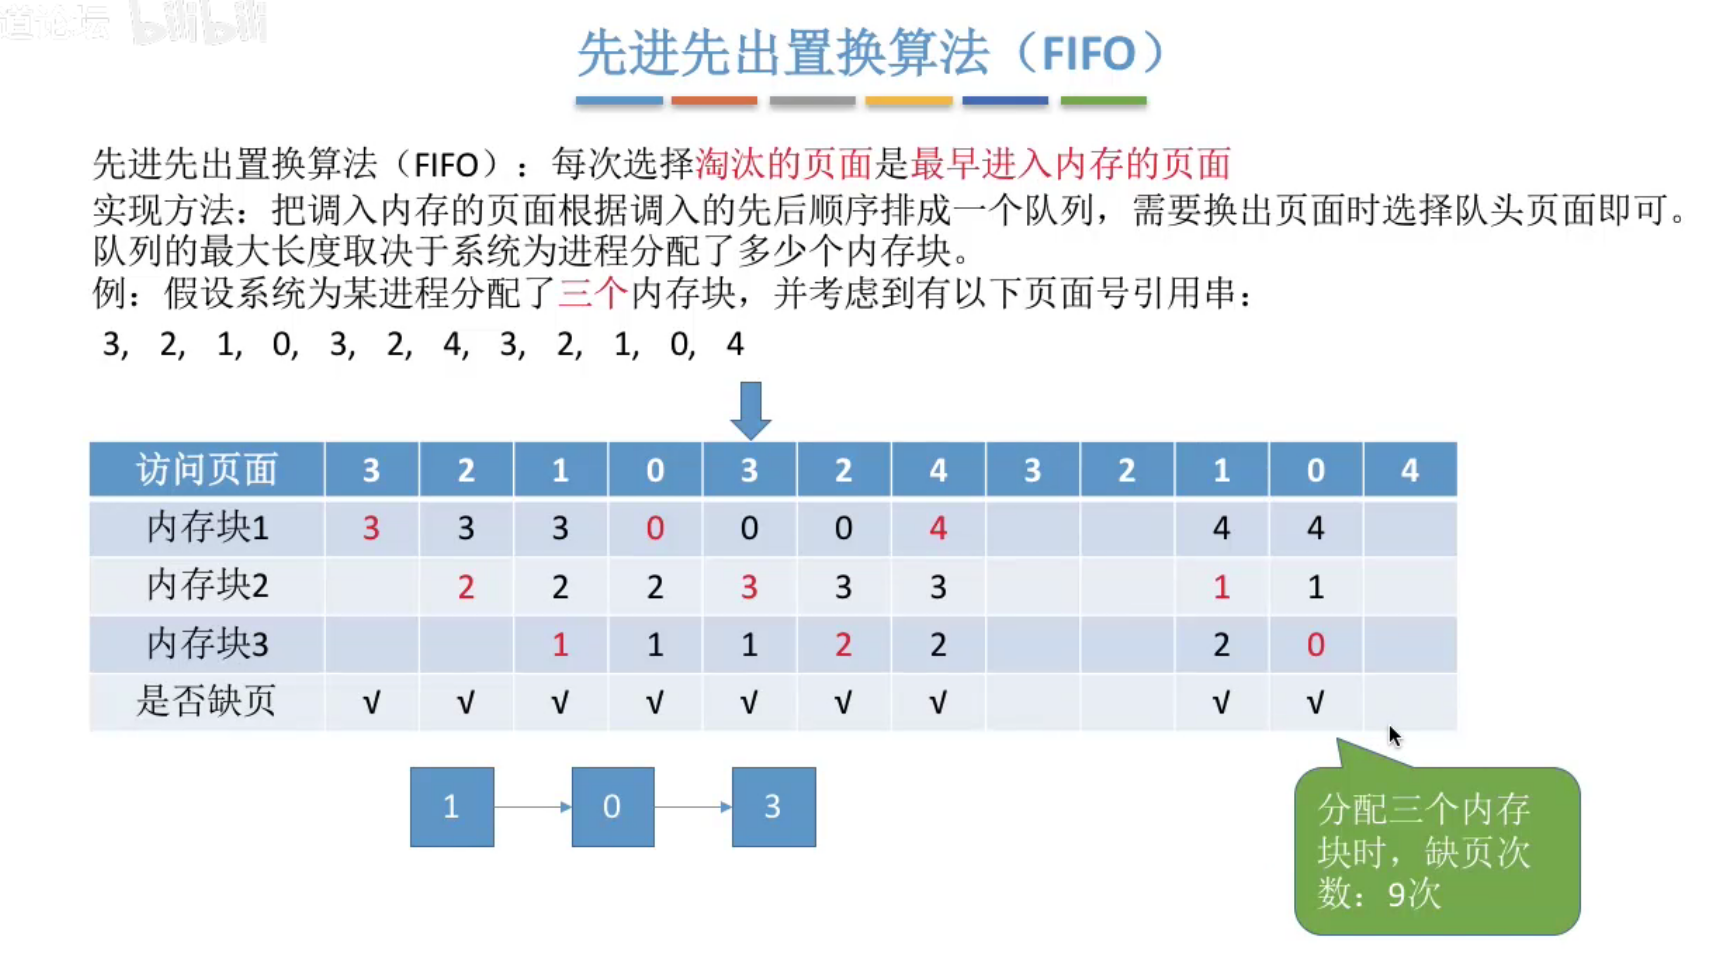 道论坛 bilibili
先进先出置换算法（FIFO）
先进先出置换算法（FIFO）：每次选择淘汰的页面是最早进入内存的页面
实现方法：把调入内存的页面根据调入的先后顺序排成一个队列，需要换出页面时选择队头页面即可。
队列的最大长度取决于系统为进程分配了多少个内存块。
例：假设系统为某进程分配了三个内存块，并考虑到有以下页面号引用串：
3, 2, 1, 0, 3, 2, 4, 3, 2, 1, 0, 4
访问页面 3 2 1 0 3 2 4 3 2 1 0 4
内存块1 3 3 3 0 0 0 4 4 4
内存块2 2 2 2 3 3 3 1 1
内存块3 1 1 1 2 2 2 0
是否缺页 √ √ √ √ √ √ √ √ √
1 0 3
分配三个内存
块时，缺页次
数：9次